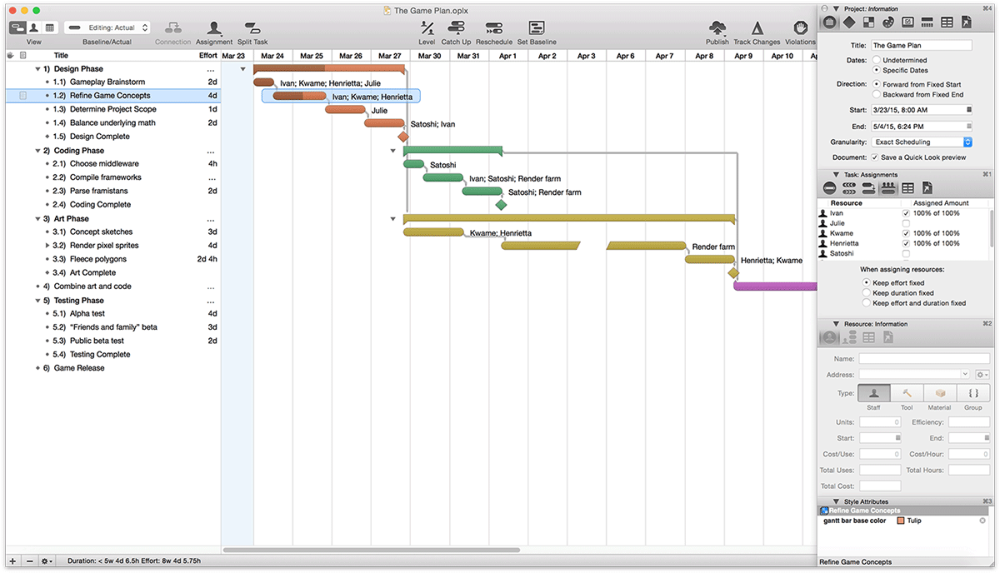 The Game Plan.oplx
View
Editing: Actual
Baseline/Actual
Connection
Assignment
Split Task
Level
Catch Up
Reschedule
Set Baseline
Publish
Track Changes
Violations
Title Effort
Mar 23 Mar 24 Mar 25 Mar 26 Mar 27 Mar 30 Mar 31 Apr 1 Apr 2 Apr 3 Apr 6 Apr 7 Apr 8 Apr 9 Apr 10 Ap
1) Design Phase ...
1.1) Gameplay Brainstorm 2d
Ivan; Kwame; Henrietta; Julie
1.2) Refine Game Concepts 4d
Ivan; Kwame; Henrietta
1.3) Determine Project Scope 1d
Julie
1.4) Balance underlying math 2d
Satoshi; Ivan
1.5) Design Complete
2) Coding Phase ...
2.1) Choose middleware 4h
Satoshi
2.2) Compile frameworks ...
Ivan; Satoshi; Render farm
2.3) Parse framistans 2d
Satoshi; Render farm
2.4) Coding Complete
3) Art Phase ...
3.1) Concept sketches 3d
Kwame; Henrietta
3.2) Render pixel sprites 4d
Render farm
3.3) Fleece polygons 2d 4h
Henrietta; Kwame
3.4) Art Complete
4) Combine art and code ...
5) Testing Phase ...
5.1) Alpha test 4d
5.2) “Friends and family” beta 3d
5.3) Public beta test 2d
5.4) Testing Complete
6) Game Release
Duration: < 5w 4d 6.5h Effort: 8w 4d 5.75h
Project: Information ⌘4
Title: The Game Plan
Dates: Undetermined
Specific Dates
Direction: Forward from Fixed Start
Backward from Fixed End
Start: 3/23/15, 8:00 AM
End: 5/4/15, 6:24 PM
Granularity: Exact Scheduling
Document: Save a Quick Look preview
Task: Assignments ⌘1
Resource Assigned Amount
Ivan 100% of 100%
Julie
Kwame 100% of 100%
Henrietta 100% of 100%
Satoshi
When assigning resources:
Keep effort fixed
Keep duration fixed
Keep effort and duration fixed
Resource: Information ⌘2
Name:
Address:
Type:
Staff Tool Material Group
Units: 0 Efficiency:
Start: End:
Cost/Use: 0 Cost/Hour: 0
Total Uses: Total Hours:
Total Cost:
Style Attributes ⌘3
Refine Game Concepts
gantt bar base color Tulip
Refine Game Concepts